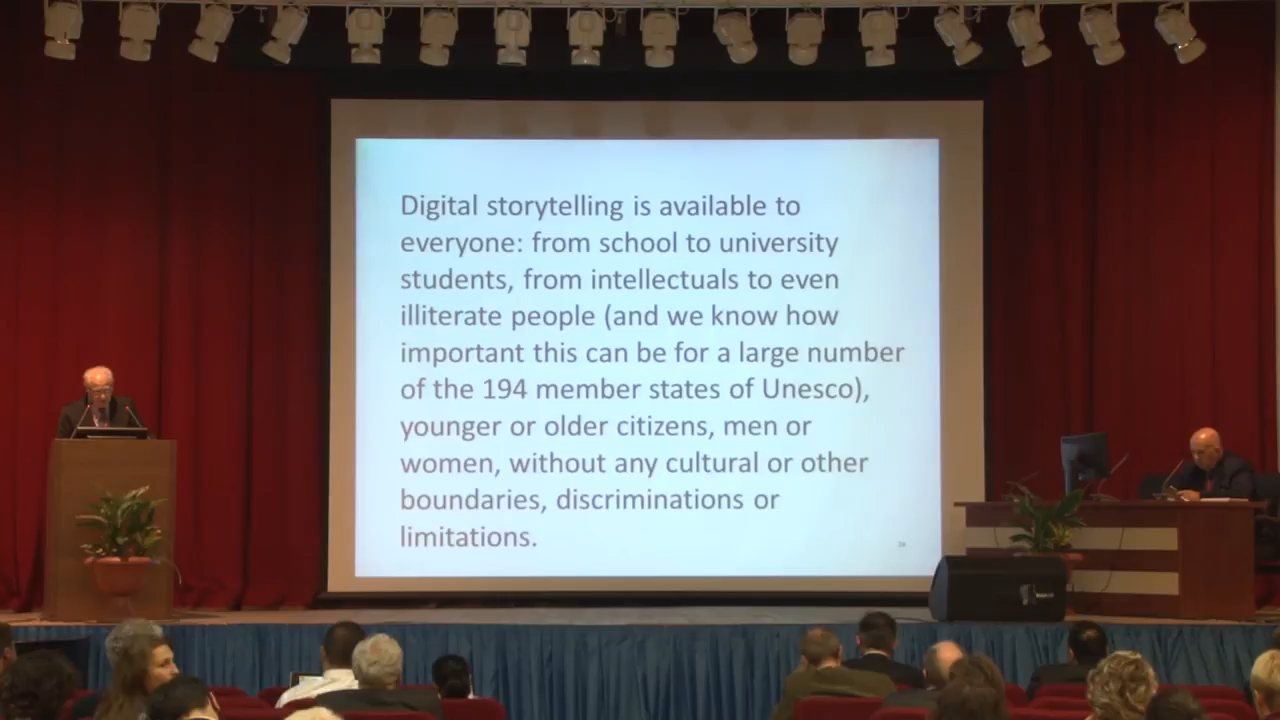 Digital storytelling is available to
everyone: from school to university
students, from intellectuals to even
illiterate people (and we know how
important this can be for a large number
of the 194 member states of Unesco),
younger or older citizens, men or
women, without any cultural or other
boundaries, discriminations or
limitations.